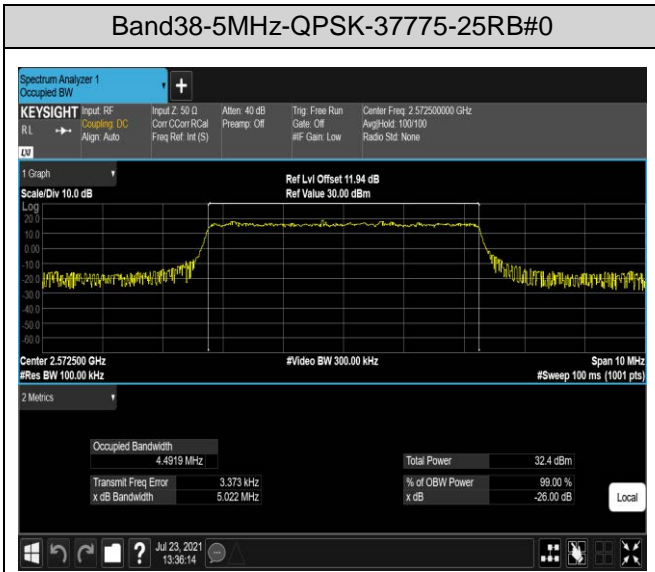 Band38-5MHz-QPSK-37775-25RB#0
Spectrum Analyzer 1
Occupied BW
+
KEYSIGHT Input: RF Input Z: 50 Ω Atten: 40 dB Trig: Free Run Center Freq: 2.572500000 GHz
RL Coupling: DC Corr CCorr RCal Preamp: Off Gate: Off Avg|Hold: 100/100
Align: Auto Freq Ref: Int (S) #IF Gain: Low Radio Std: None
LXI
1 Graph
Ref Lvl Offset 11.94 dB
Scale/Div 10.0 dB Ref Value 30.00 dBm
Log
20.0
10.0
0.00
-10.0
-20.0
-30.0
-40.0
-50.0
-60.0
Center 2.572500 GHz #Video BW 300.00 kHz Span 10 MHz
#Res BW 100.00 kHz #Sweep 100 ms (1001 pts)
2 Metrics
Occupied Bandwidth
4.4919 MHz Total Power 32.4 dBm
Transmit Freq Error 3.373 kHz % of OBW Power 99.00 %
x dB Bandwidth 5.022 MHz x dB -26.00 dB
Local
? Jul 23, 2021
13:36:14